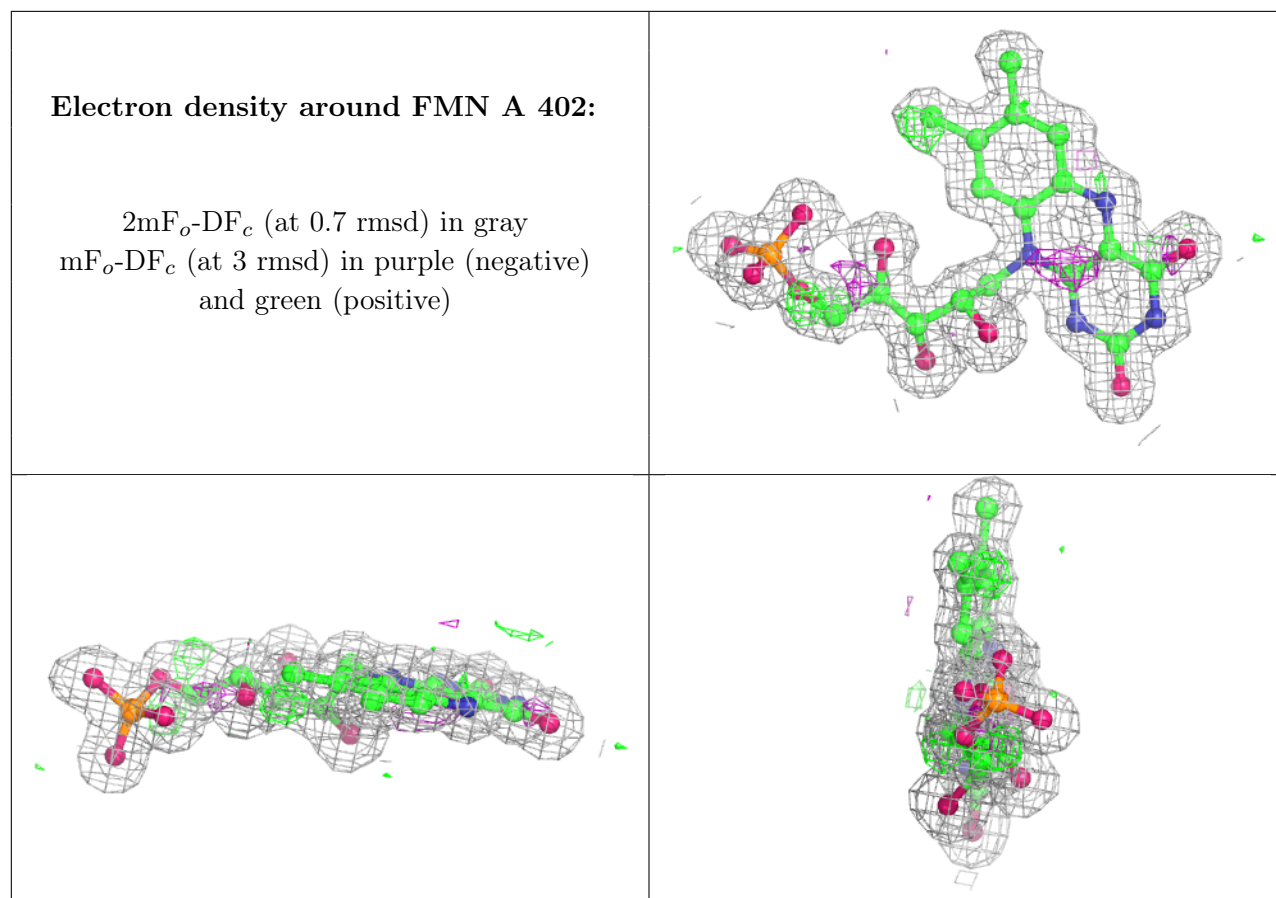 Electron density around FMN A 402:
2mFo-DFc (at 0.7 rmsd) in gray
mFo-DFc (at 3 rmsd) in purple (negative)
and green (positive)